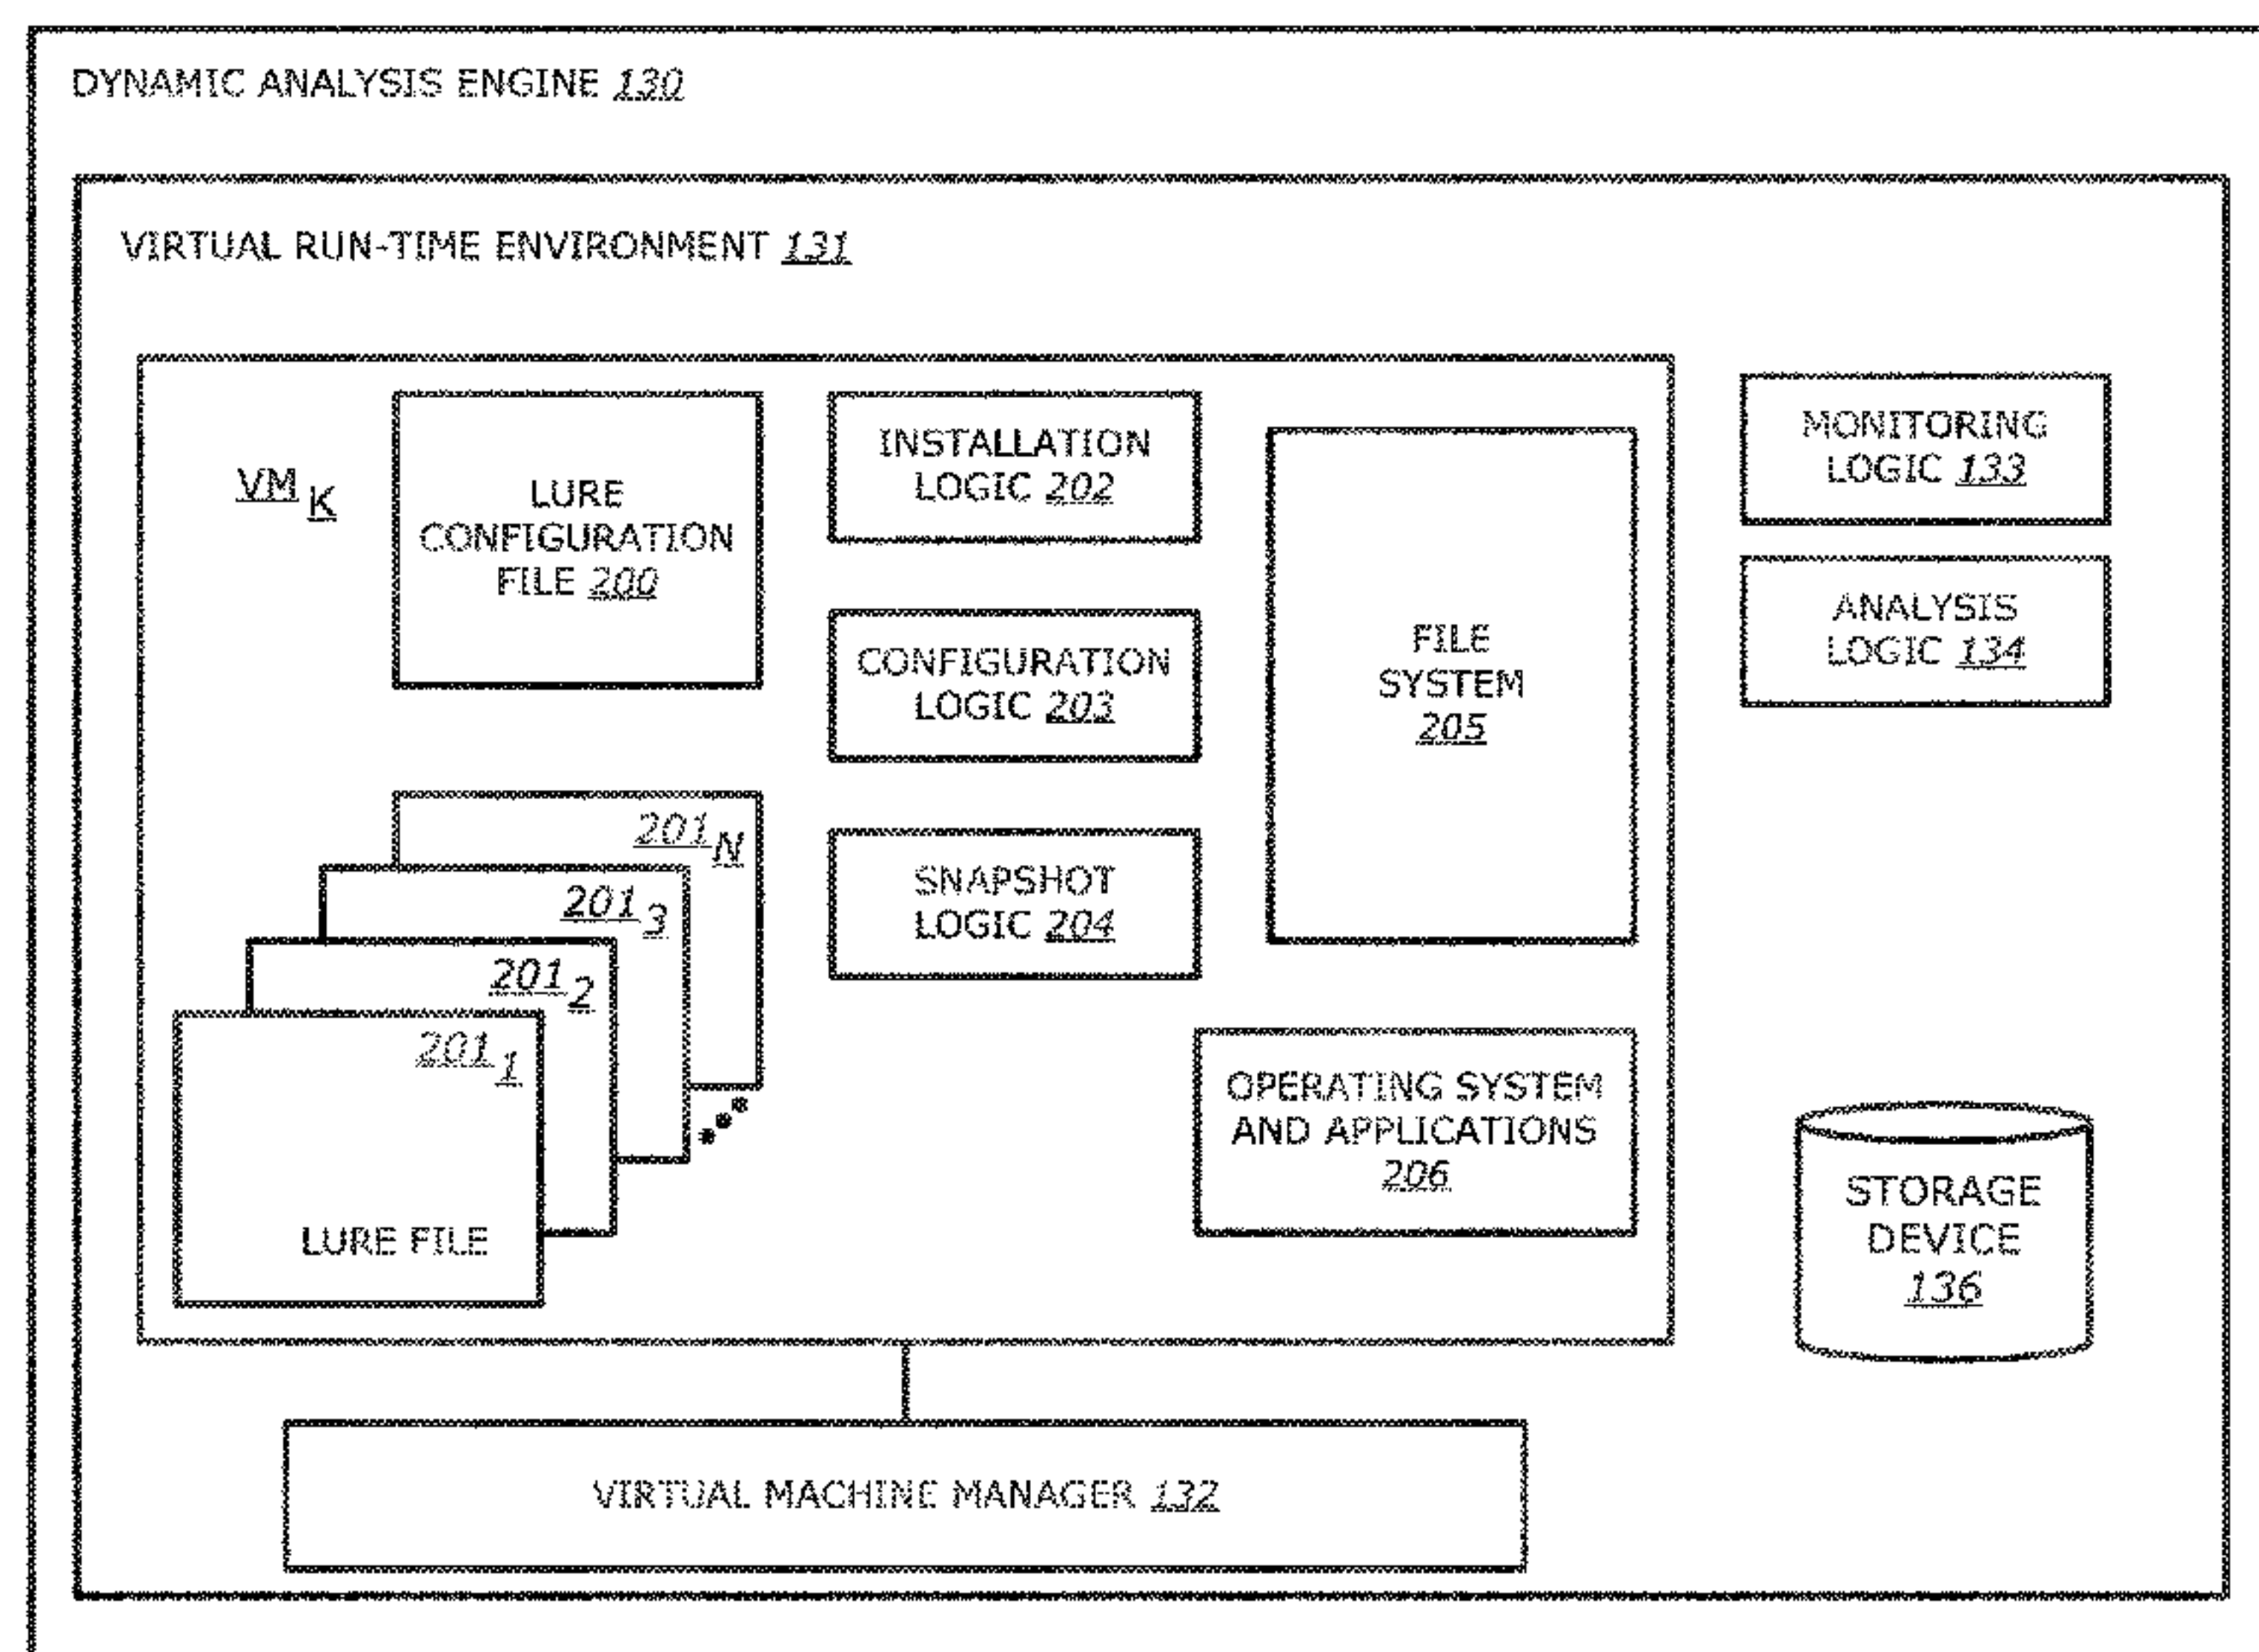 DYNAMIC ANALYSIS ENGINE 130
VIRTUAL RUN-TIME ENVIRONMENT 131
VM K
LURE
CONFIGURATION
FILE 200
INSTALLATION
LOGIC 202
CONFIGURATION
LOGIC 203
SNAPSHOT
LOGIC 204
FILE
SYSTEM
205
MONITORING
LOGIC 133
ANALYSIS
LOGIC 134
201 N
201 3
201 2
201 1
LURE FILE
OPERATING SYSTEM
AND APPLICATIONS
206
STORAGE
DEVICE
136
VIRTUAL MACHINE MANAGER 132